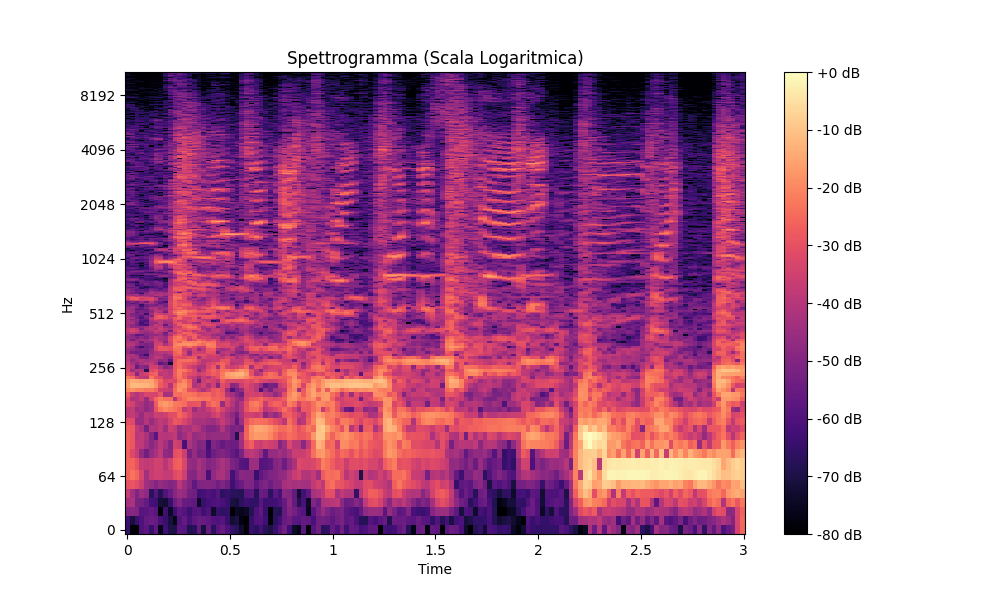 Spettrogramma (Scala Logaritmica)
Hz
8192
4096
2048
1024
512
256
128
64
0
0 0.5 1 1.5 2 2.5 3
Time
+0 dB
-10 dB
-20 dB
-30 dB
-40 dB
-50 dB
-60 dB
-70 dB
-80 dB